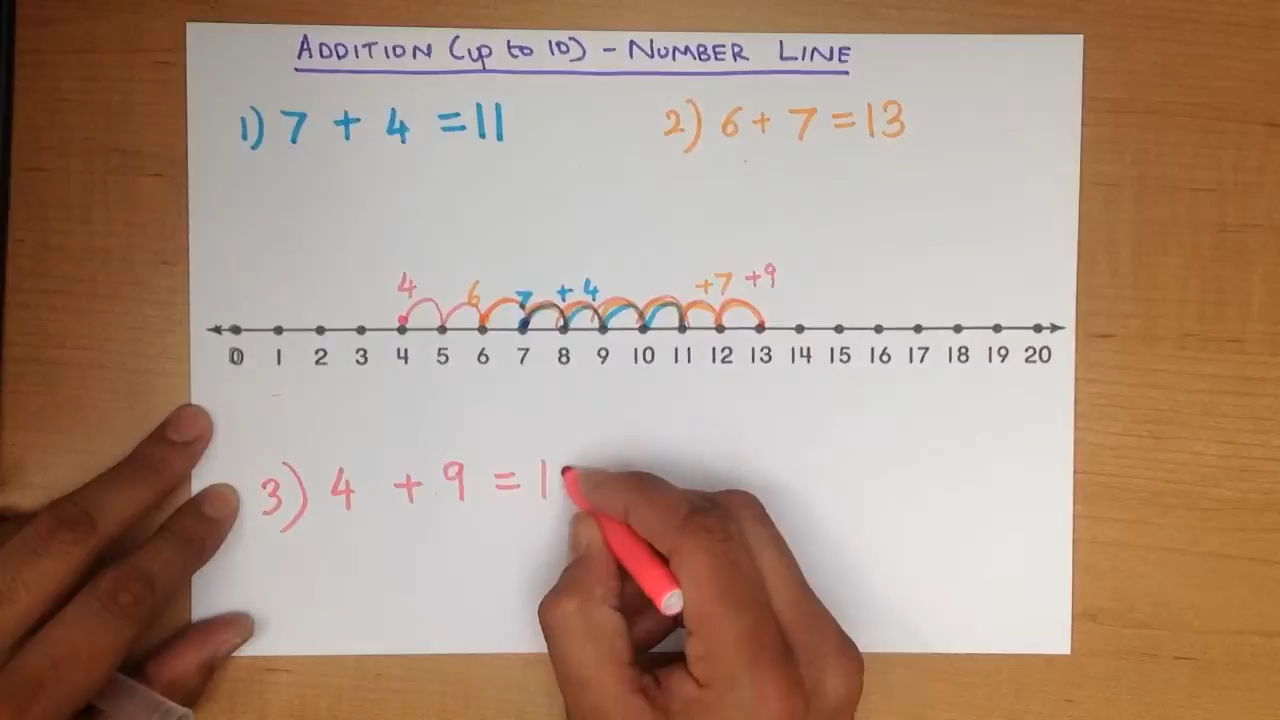 ADDITION (up to 10) - NUMBER LINE
1) 7 + 4 = 11
2) 6 + 7 = 13
4 6 7 + 4 + 7 + 9
0 1 2 3 4 5 6 7 8 9 10 11 12 13 14 15 16 17 18 19 20
3) 4 + 9 = 1